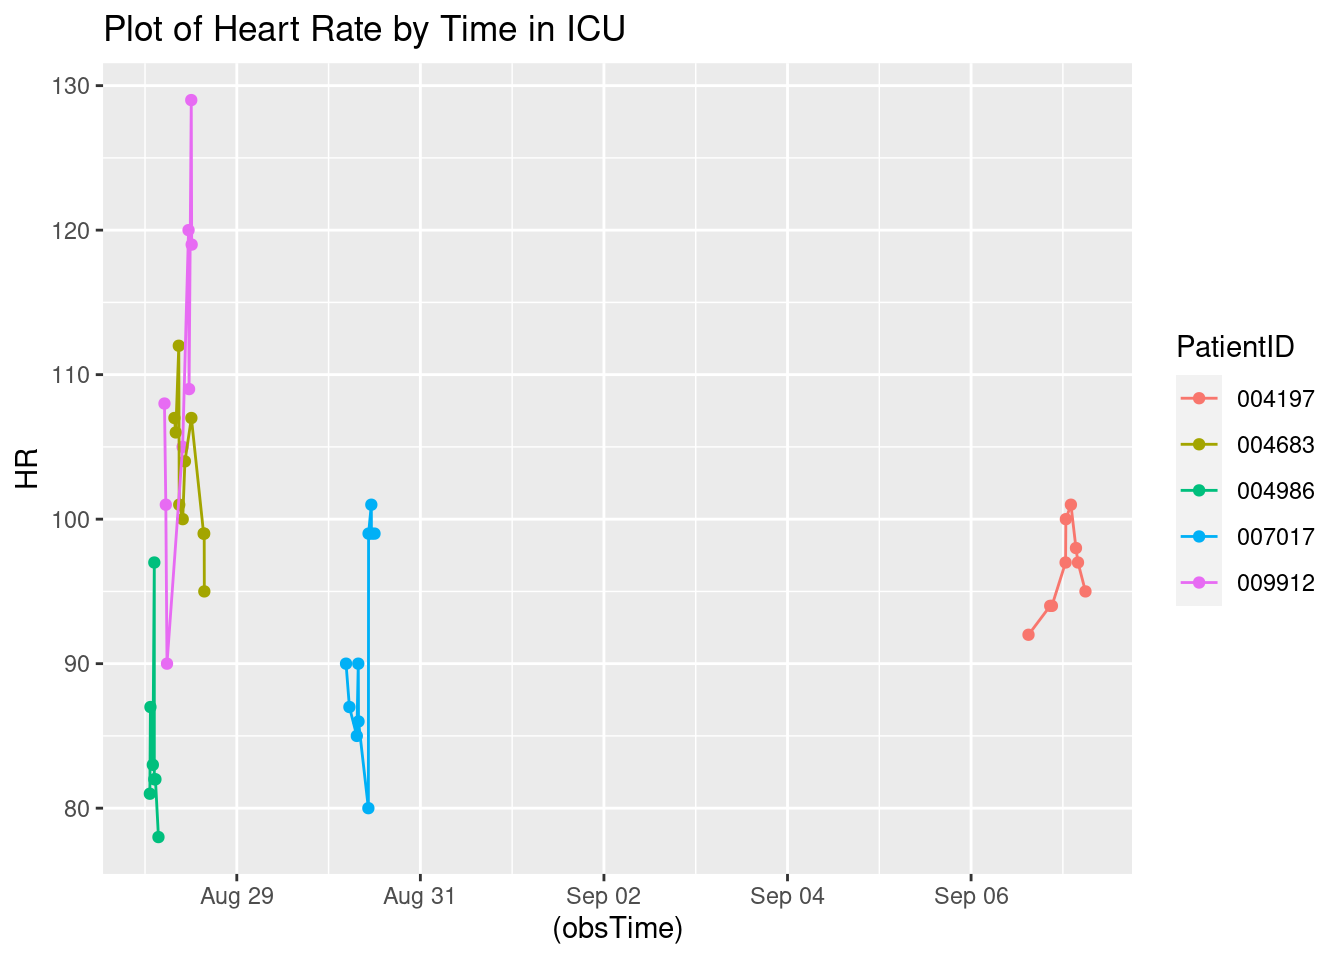 Plot of Heart Rate by Time in ICU
130
120
110
100
90
80
HR
Aug 29
Aug 31
Sep 02
Sep 04
Sep 06
(obsTime)
PatientID
004197
004683
004986
007017
009912